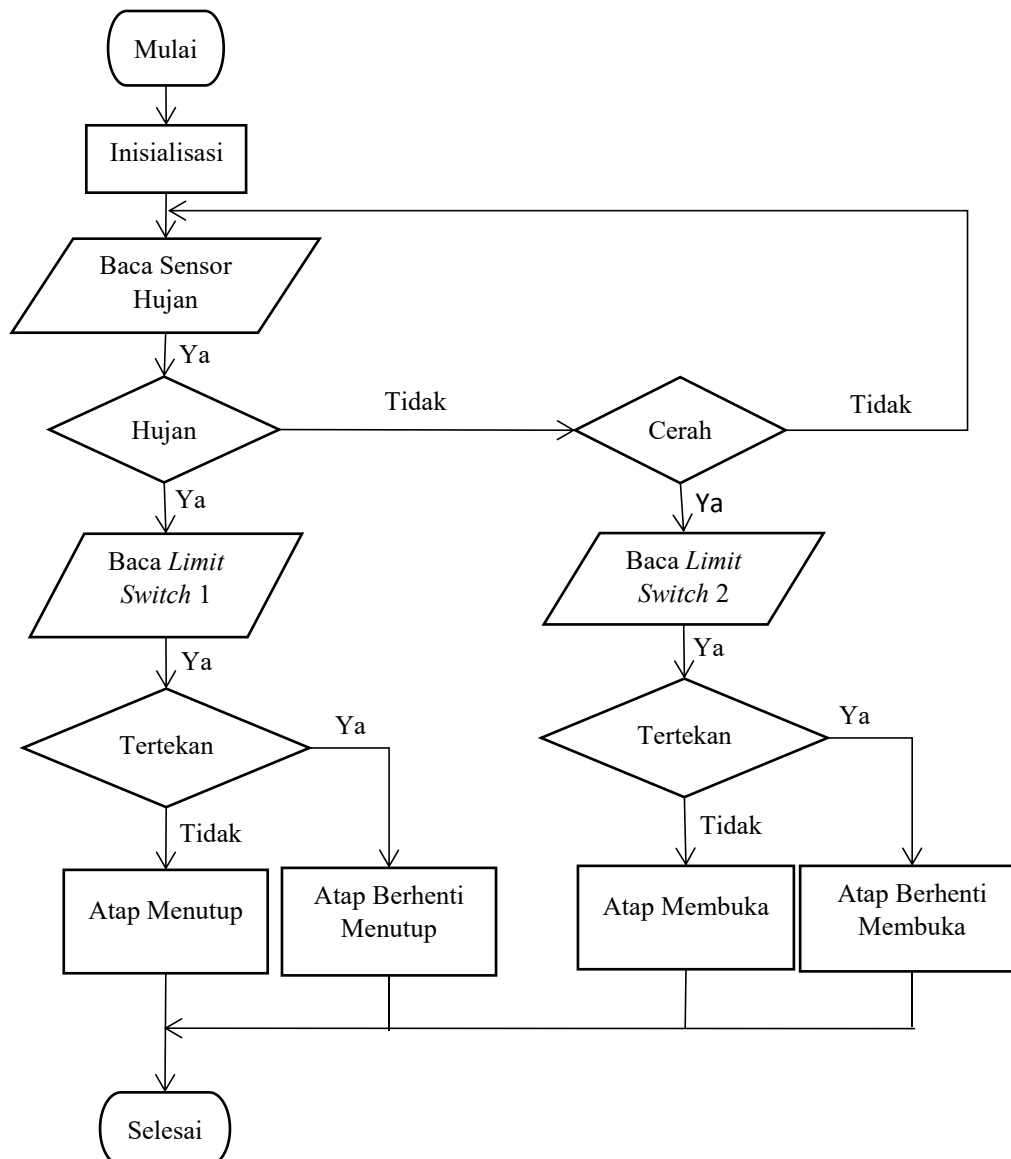 Mulai
Inisialisasi
Baca Sensor
Hujan
Ya
Hujan
Tidak
Cerah
Tidak
Ya
Ya
Baca Limit
Switch 1
Baca Limit
Switch 2
Ya
Ya
Tertekan
Ya
Tertekan
Ya
Tidak
Tidak
Atap Menutup
Atap Berhenti
Menutup
Atap Membuka
Atap Berhenti
Membuka
Selesai